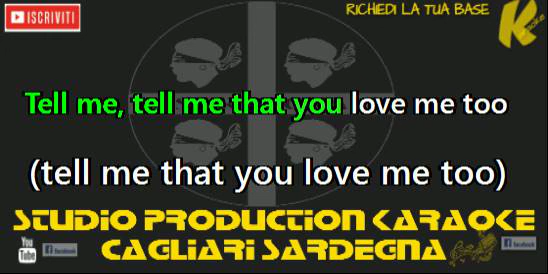 ISCRIVITI
RICHIEDI LA TUA BASE
Karaoke
Tell me, tell me that you love me too
(tell me that you love me too)
STUDIO PRODUCTION KARAOKE
You Tube facebook CAGLIARI SARDEGNA facebook